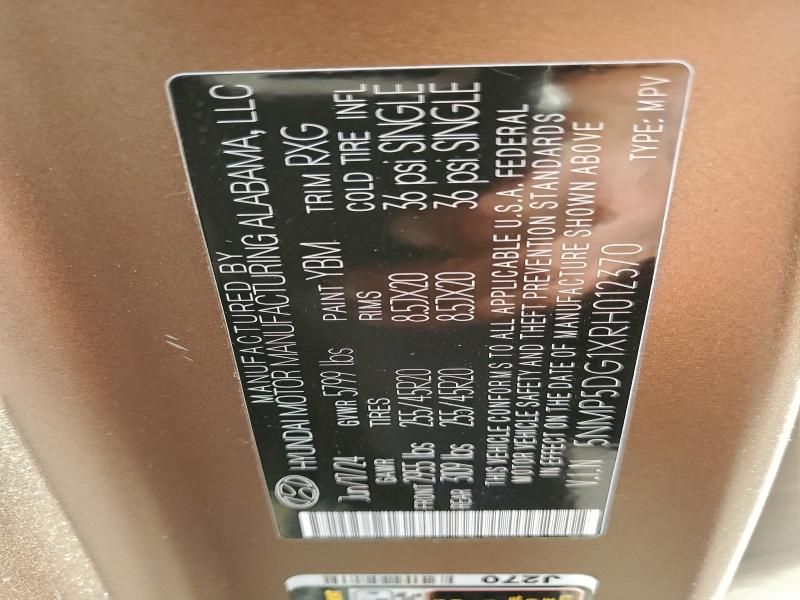 MANUFACTURED BY
HYUNDAI MOTOR MANUFACTURING ALABAMA, LLC
Jun/17/24 GVWR 5799 lbs PAINT YBM TRIM RXG
GAWR TIRES RIMS COLD TIRE INFL
FRONT 2955 lbs 255/45R20 8.5JX20 36 psi SINGLE
REAR 3109 lbs 255/45R20 8.5JX20 36 psi SINGLE
THIS VEHICLE CONFORMS TO ALL APPLICABLE U.S.A. FEDERAL
MOTOR VEHICLE SAFETY AND THEFT PREVENTION STANDARDS
IN EFFECT ON THE DATE OF MANUFACTURE SHOWN ABOVE
V.I.N 5NMP5DG1XRH012370 TYPE: MPV
J270